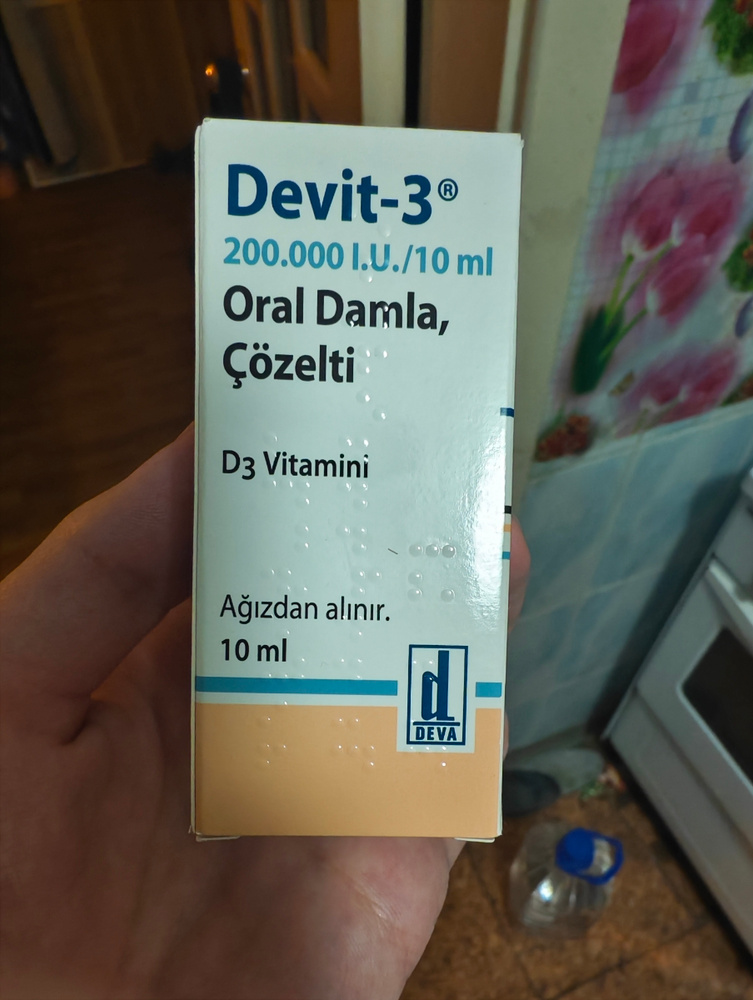 Devit-3®
200.000 I.U./10 ml
Oral Damla,
Çözelti
D3 Vitamini
Ağızdan alınır.
10 ml
d
DEVA